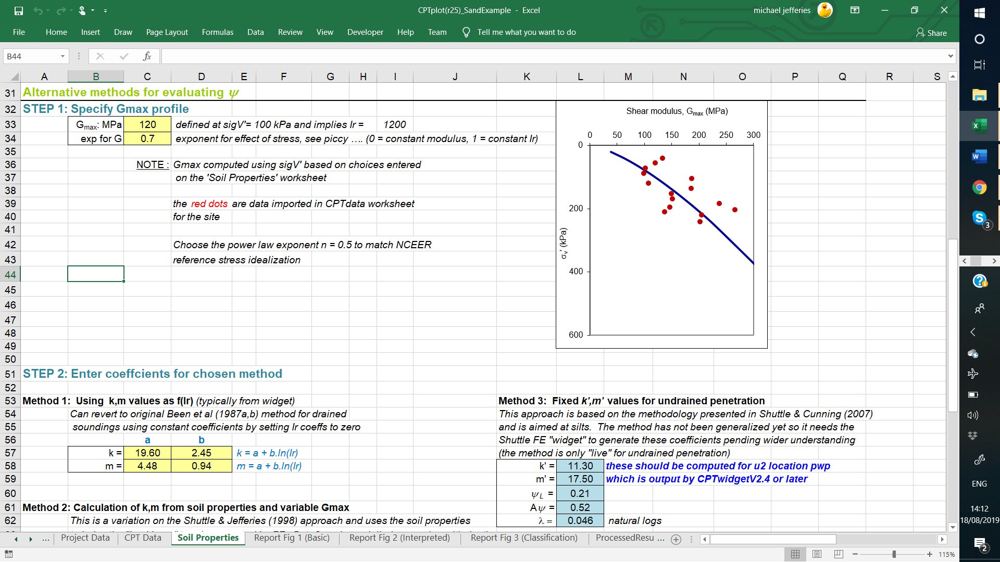 CPTplot(r25)_SandExample - Excel
michael jefferies
File Home Insert Draw Page Layout Formulas Data Review View Developer Help Team Tell me what you want to do Share
B44 fx
A B C D E F G H I J K L M N O P Q R S
31 Alternative methods for evaluating ψ
32 STEP 1: Specify Gmax profile
33 Gmax: MPa 120 defined at sigV'= 100 kPa and implies Ir = 1200
34 exp for G 0.7 exponent for effect of stress, see piccy .... (0 = constant modulus, 1 = constant Ir)
35
36 NOTE : Gmax computed using sigV' based on choices entered
37 on the 'Soil Properties' worksheet
38
39 the red dots are data imported in CPTdata worksheet
40 for the site
41
42 Choose the power law exponent n = 0.5 to match NCEER
43 reference stress idealization
44
45
46
47
48
49
50
Shear modulus, Gmax (MPa)
0 50 100 150 200 250 300
0
200
400
600
σv' (kPa)
51 STEP 2: Enter coeffcients for chosen method
52
53 Method 1: Using k,m values as f(Ir) (typically from widget) Method 3: Fixed k',m' values for undrained penetration
54 Can revert to original Been et al (1987a,b) method for drained This approach is based on the methodology presented in Shuttle & Cunning (2007)
55 soundings using constant coefficients by setting Ir coeffs to zero and is aimed at silts. The method has not been generalized yet so it needs the
56 a b Shuttle FE "widget" to generate these coefficients pending wider understanding
57 k = 19.60 2.45 k = a + b.ln(Ir) (the method is only "live" for undrained penetration)
58 m = 4.48 0.94 m = a + b.ln(Ir) k' = 11.30 these should be computed for u2 location pwp
59 m' = 17.50 which is output by CPTwidgetV2.4 or later
60 ψL = 0.21
61 Method 2: Calculation of k,m from soil properties and variable Gmax Aψ = 0.52
62 This is a variation on the Shuttle & Jefferies (1998) approach and uses the soil properties λ = 0.046 natural logs
... Project Data CPT Data Soil Properties Report Fig 1 (Basic) Report Fig 2 (Interpreted) Report Fig 3 (Classification) ProcessedResu ...
115%
3
ENG
14:12
18/08/2019
2